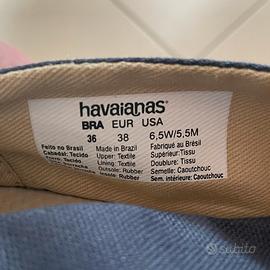 havaianas®
BRA EUR USA
36 38 6,5W/5,5M
Feito no Brasil Made in Brazil Fabriqué au Brésil
Cabedal: Tecido Upper: Textile Supérieur: Tissu
Tecido Lining: Textile Doublure: Tissu
Outsole: Rubber Semelle: Caoutchouc
Insole: Rubber Sem. intérieure: Caoutchouc
subito